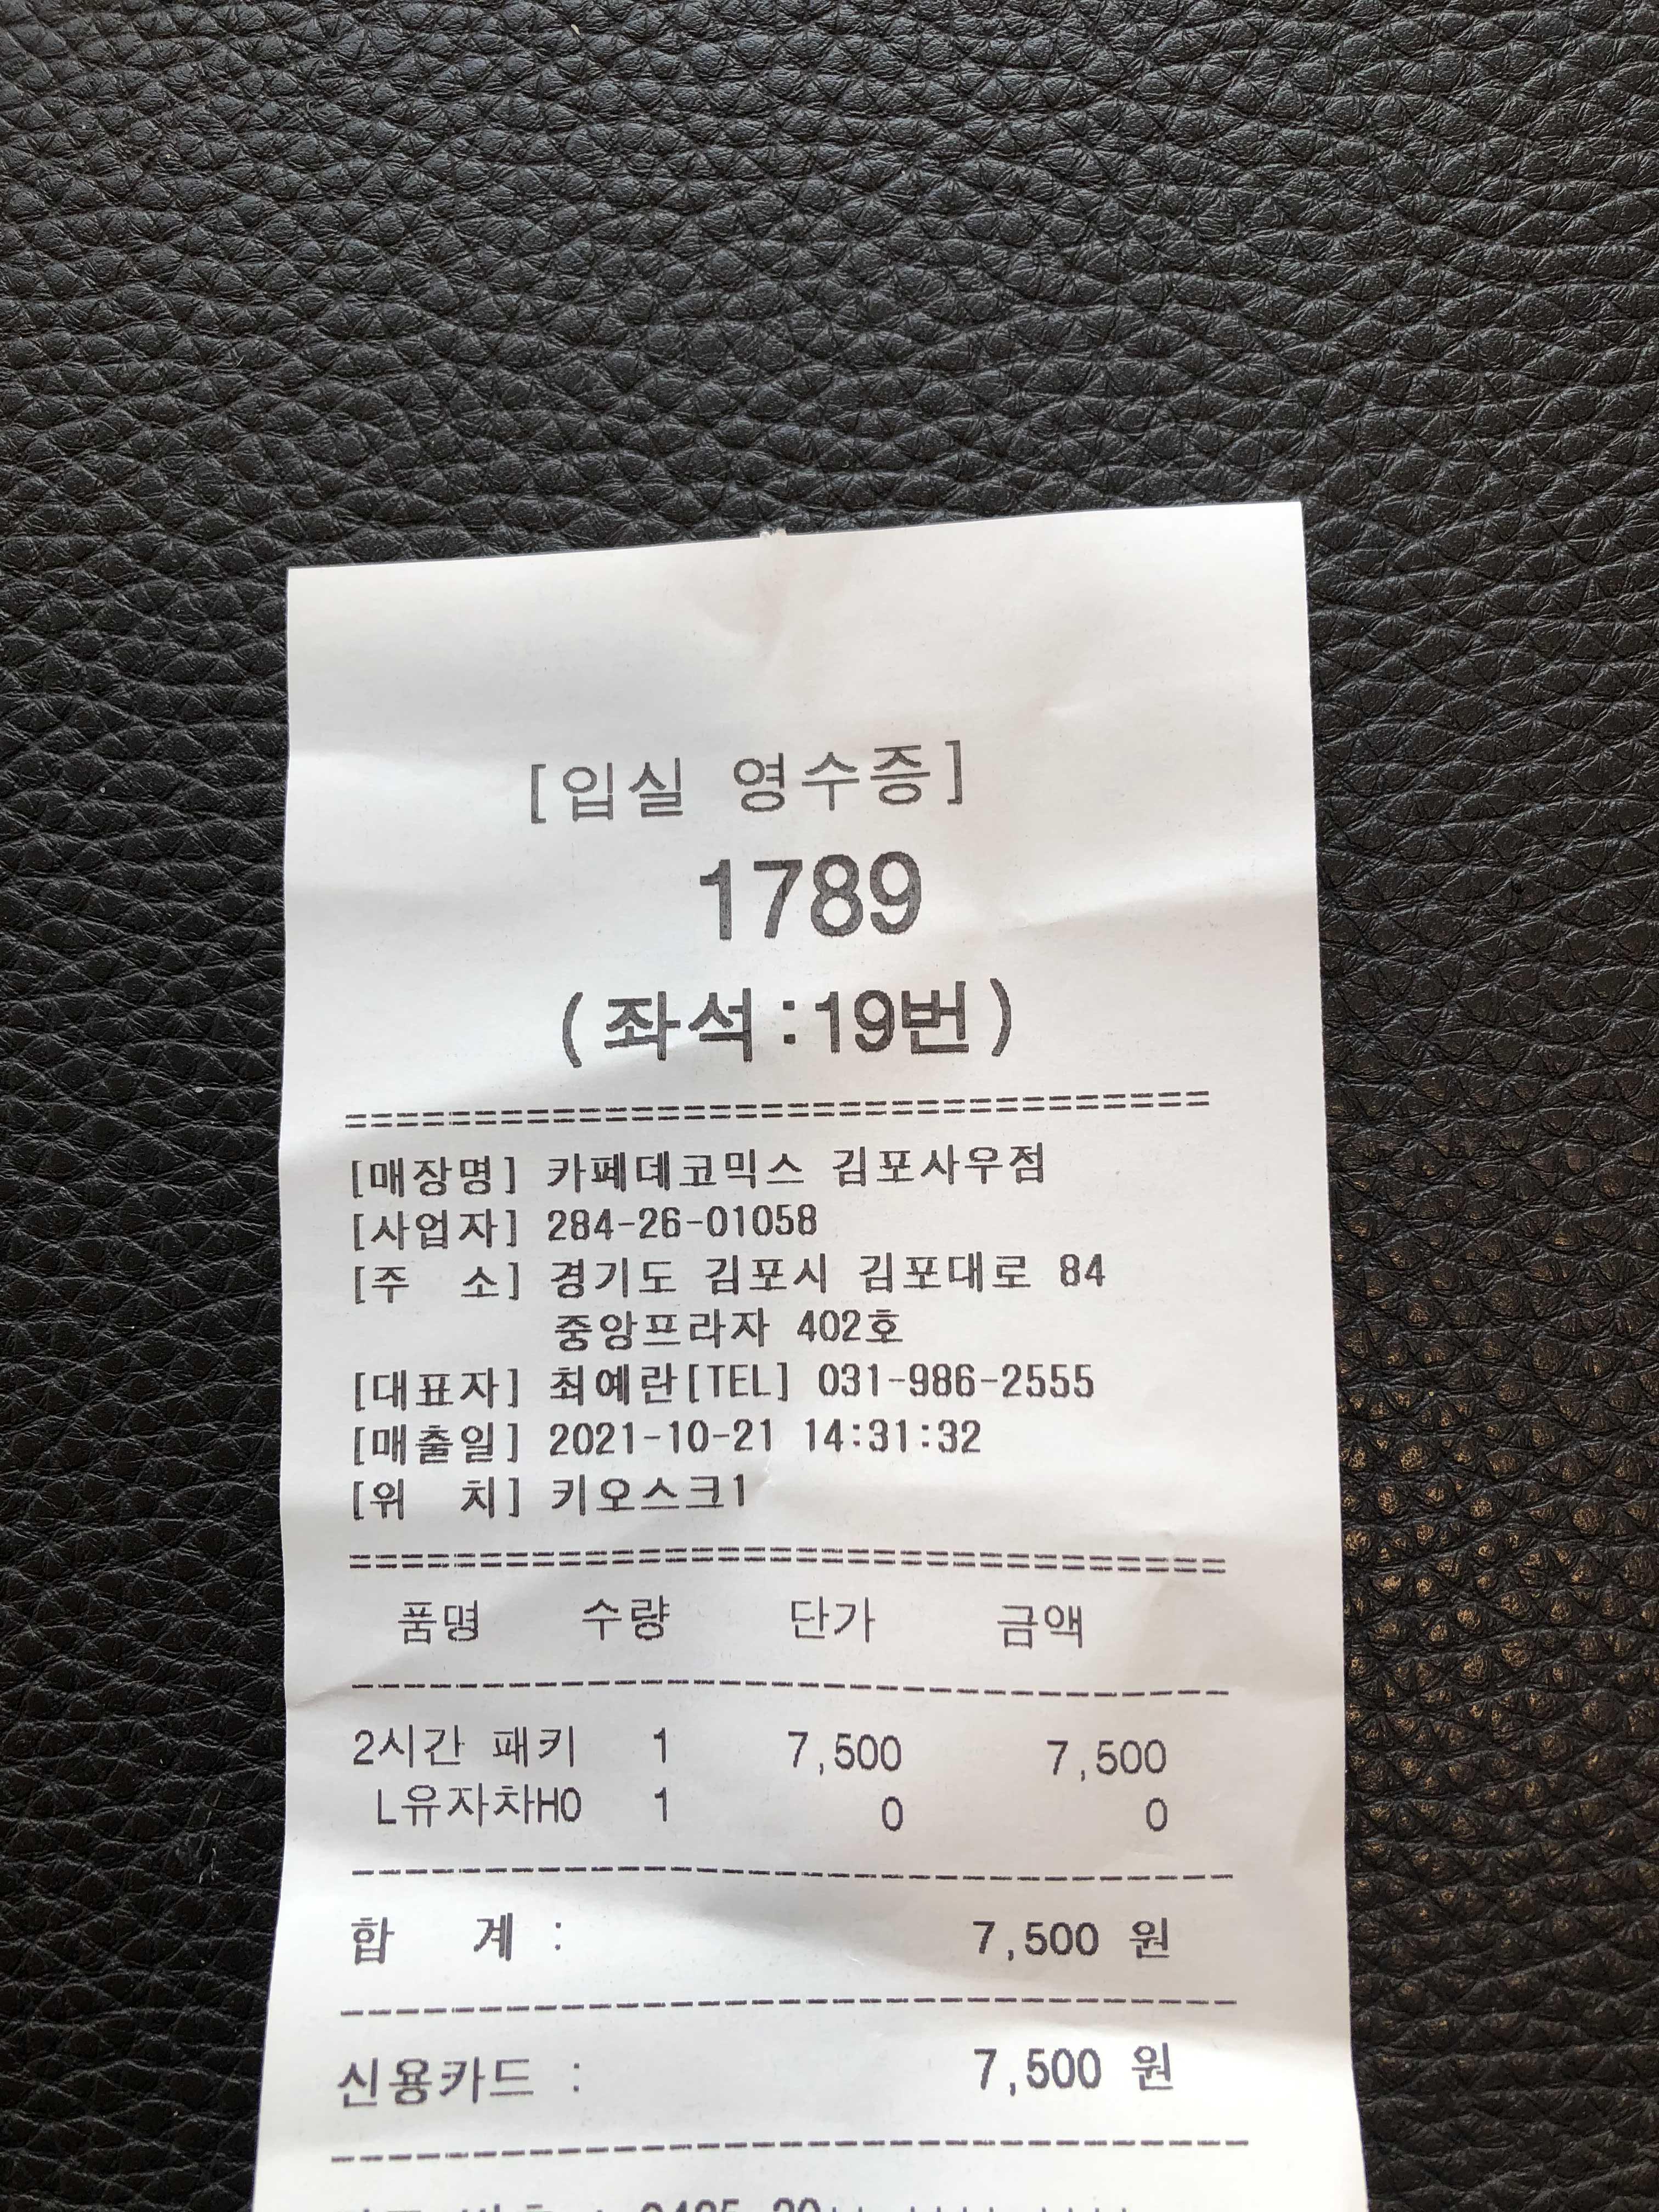 [입실 영수증]
1789
(좌석:19번)
=================================
[매장명] 카페데코믹스 김포사우점
[사업자] 284-26-01058
[주  소] 경기도 김포시 김포대로 84
중앙프라자 402호
[대표자] 최예란[TEL] 031-986-2555
[매출일] 2021-10-21 14:31:32
[위  치] 키오스크1
=================================
품명 수량 단가 금액
---------------------------------
2시간 패키 1 7,500 7,500
L유자차HO 1 0 0
---------------------------------
합  계 : 7,500 원
---------------------------------
신용카드 : 7,500 원
---------------------------------